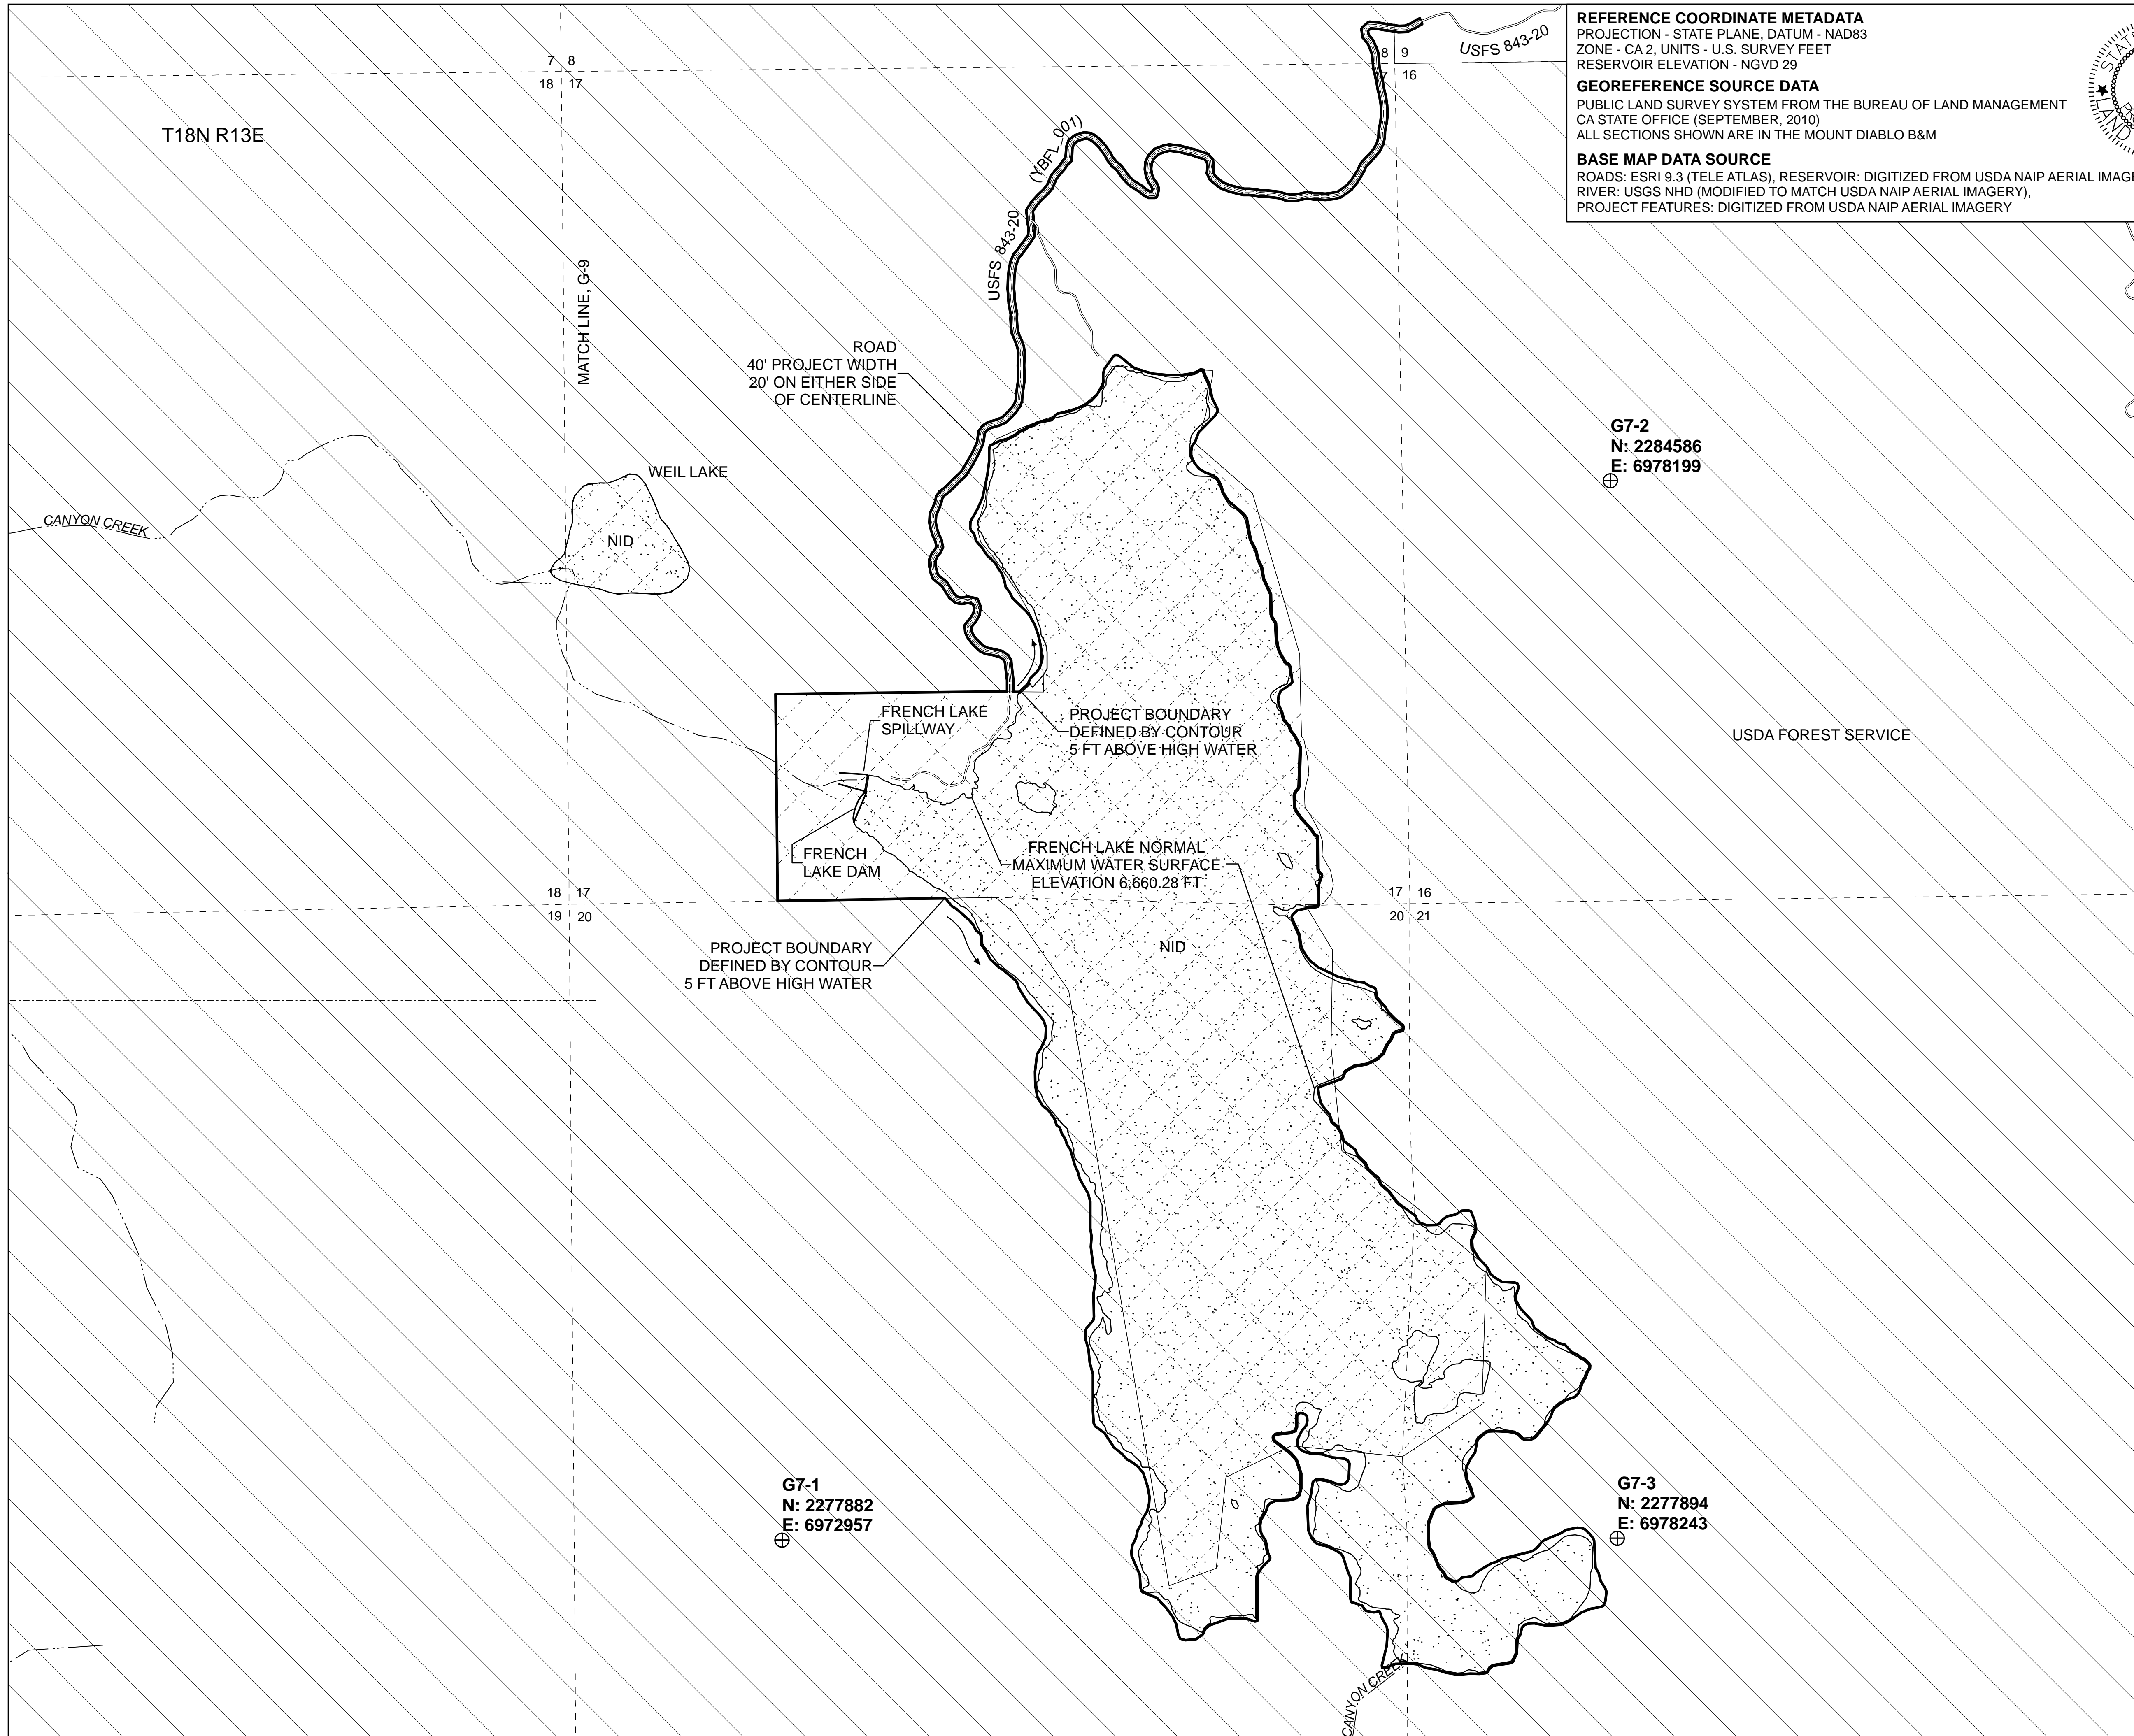 REFERENCE COORDINATE METADATA
PROJECTION - STATE PLANE, DATUM - NAD83
ZONE - CA 2, UNITS - U.S. SURVEY FEET
RESERVOIR ELEVATION - NGVD 29
GEOREFERENCE SOURCE DATA
PUBLIC LAND SURVEY SYSTEM FROM THE BUREAU OF LAND MANAGEMENT
CA STATE OFFICE (SEPTEMBER, 2010)
ALL SECTIONS SHOWN ARE IN THE MOUNT DIABLO B&M
BASE MAP DATA SOURCE
ROADS: ESRI 9.3 (TELE ATLAS), RESERVOIR: DIGITIZED FROM USDA NAIP AERIAL
RIVER: USGS NHD (MODIFIED TO MATCH USDA NAIP AERIAL IMAGERY),
PROJECT FEATURES: DIGITIZED FROM USDA NAIP AERIAL IMAGERY
LAND
USFS 843-20
7 8
18 17
8 9
17 16
T18N R13E
(YBFL_001)
USFS 843-20
MATCH LINE, G-9
ROAD
40' PROJECT WIDTH
20' ON EITHER SIDE
OF CENTERLINE
G7-2
N: 2284586
E: 6978199
WEIL LAKE
CANYON CREEK
NID
FRENCH LAKE
SPILLWAY
PROJECT BOUNDARY
DEFINED BY CONTOUR
5 FT ABOVE HIGH WATER
USDA FOREST SERVICE
FRENCH
LAKE DAM
FRENCH LAKE NORMAL
MAXIMUM WATER SURFACE
ELEVATION 6,660.28 FT
18 17
19 20
17 16
20 21
NID
PROJECT BOUNDARY
DEFINED BY CONTOUR
5 FT ABOVE HIGH WATER
G7-1
N: 2277882
E: 6972957
G7-3
N: 2277894
E: 6978243
CANYON CREEK